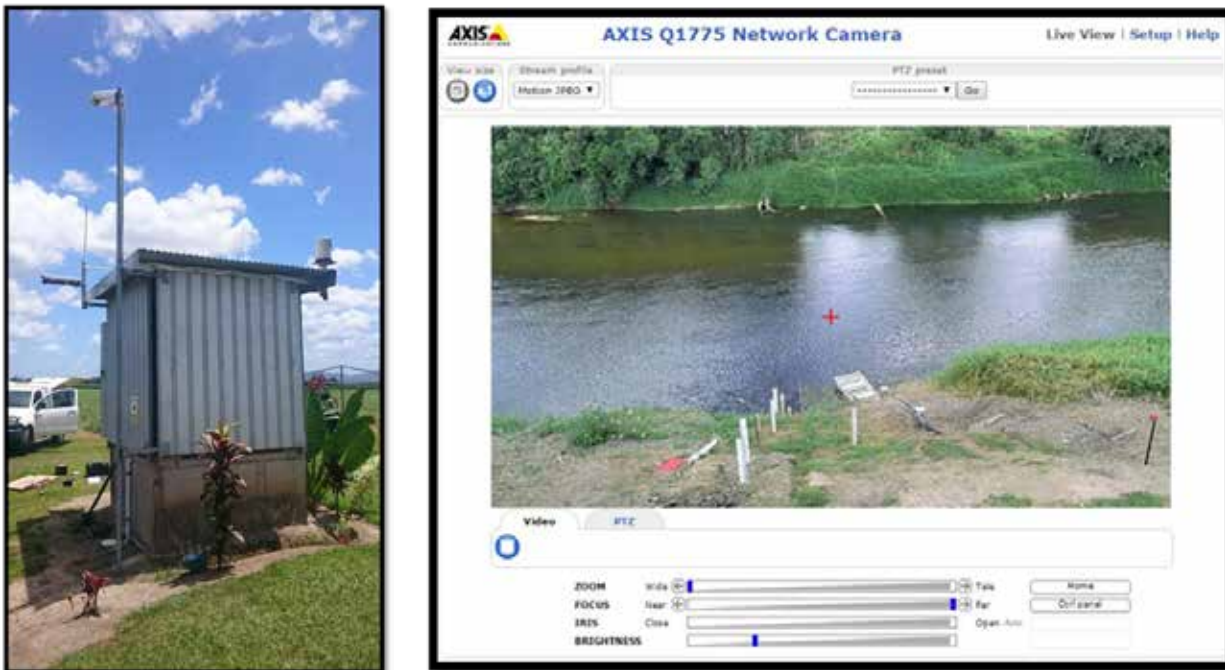 AXIS
COMMUNICATIONS
AXIS Q1775 Network Camera
Live View | Setup | Help
View size
Stream profile
PTZ preset
Motion JPEG
Go
Video
PTZ
ZOOM Wide Tele Home
FOCUS Near Far Ctrl panel
IRIS Close Open Auto
BRIGHTNESS